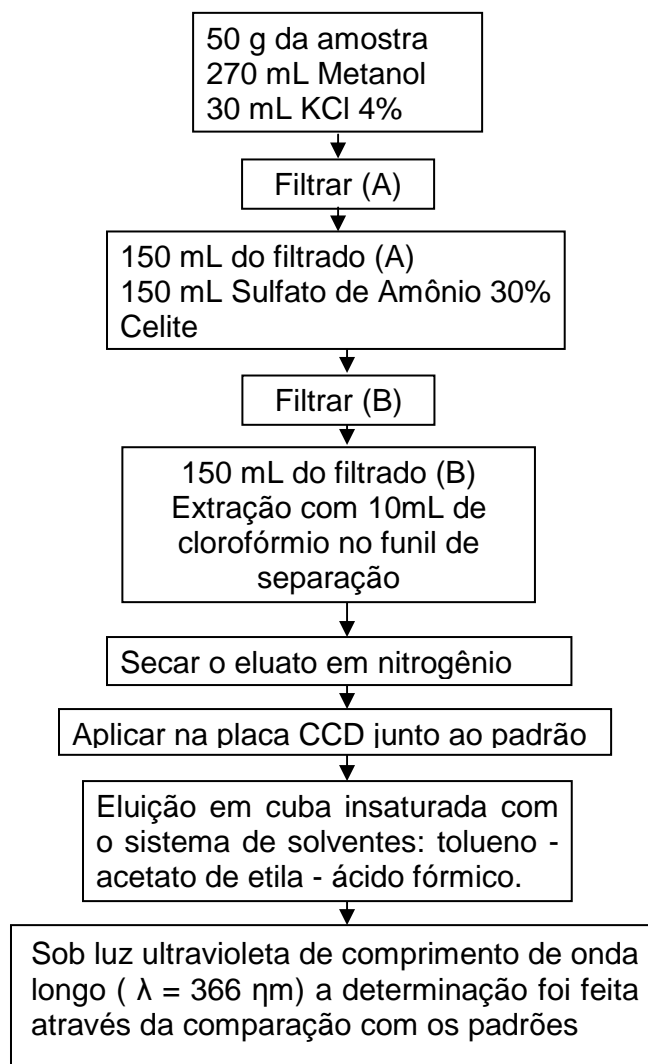 50 g da amostra
270 mL Metanol
30 mL KCl 4%
Filtrar (A)
150 mL do filtrado (A)
150 mL Sulfato de Amônio 30%
Celite
Filtrar (B)
150 mL do filtrado (B)
Extração com 10mL de
clorofórmio no funil de
separação
Secar o eluato em nitrogênio
Aplicar na placa CCD junto ao padrão
Eluição em cuba insaturada com
o sistema de solventes: tolueno -
acetato de etila - ácido fórmico.
Sob luz ultravioleta de comprimento de onda
longo ( λ = 366 ηm) a determinação foi feita
através da comparação com os padrões